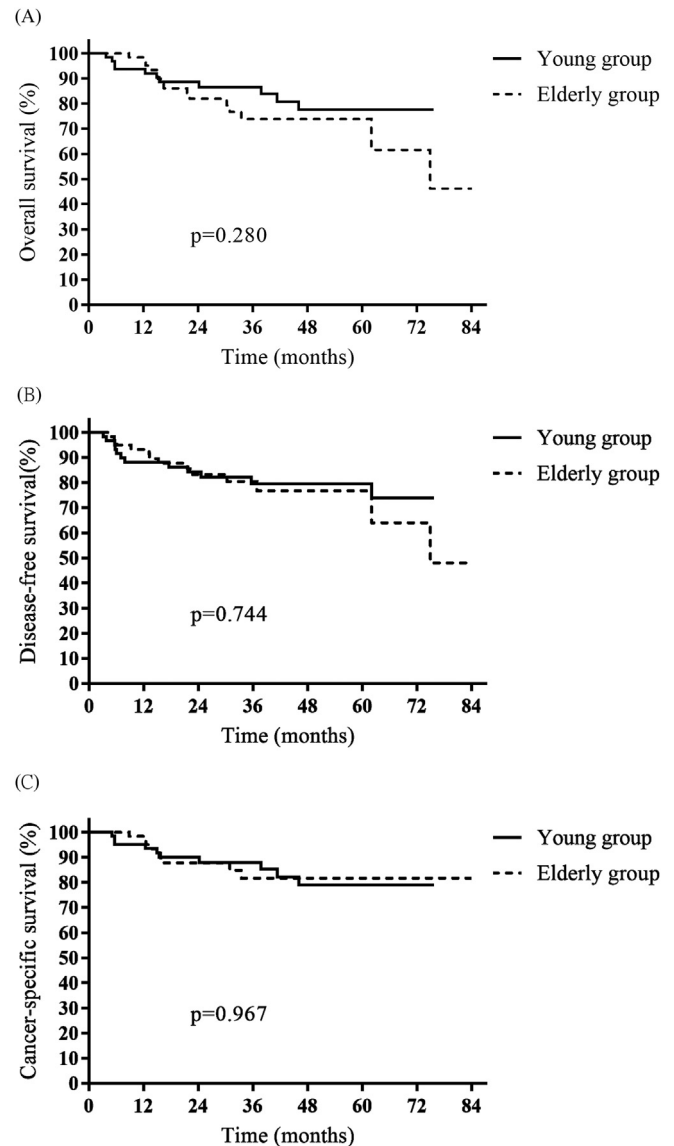 (A)
Overall survival (%)
100
90
80
70
60
50
40
30
20
10
0
0 12 24 36 48 60 72 84
Time (months)
p=0.280
Young group
Elderly group
(B)
Disease-free survival(%)
100
90
80
70
60
50
40
30
20
10
0
0 12 24 36 48 60 72 84
Time (months)
p=0.744
Young group
Elderly group
(C)
Cancer-specific survival (%)
100
90
80
70
60
50
40
30
20
10
0
0 12 24 36 48 60 72 84
Time (months)
p=0.967
Young group
Elderly group